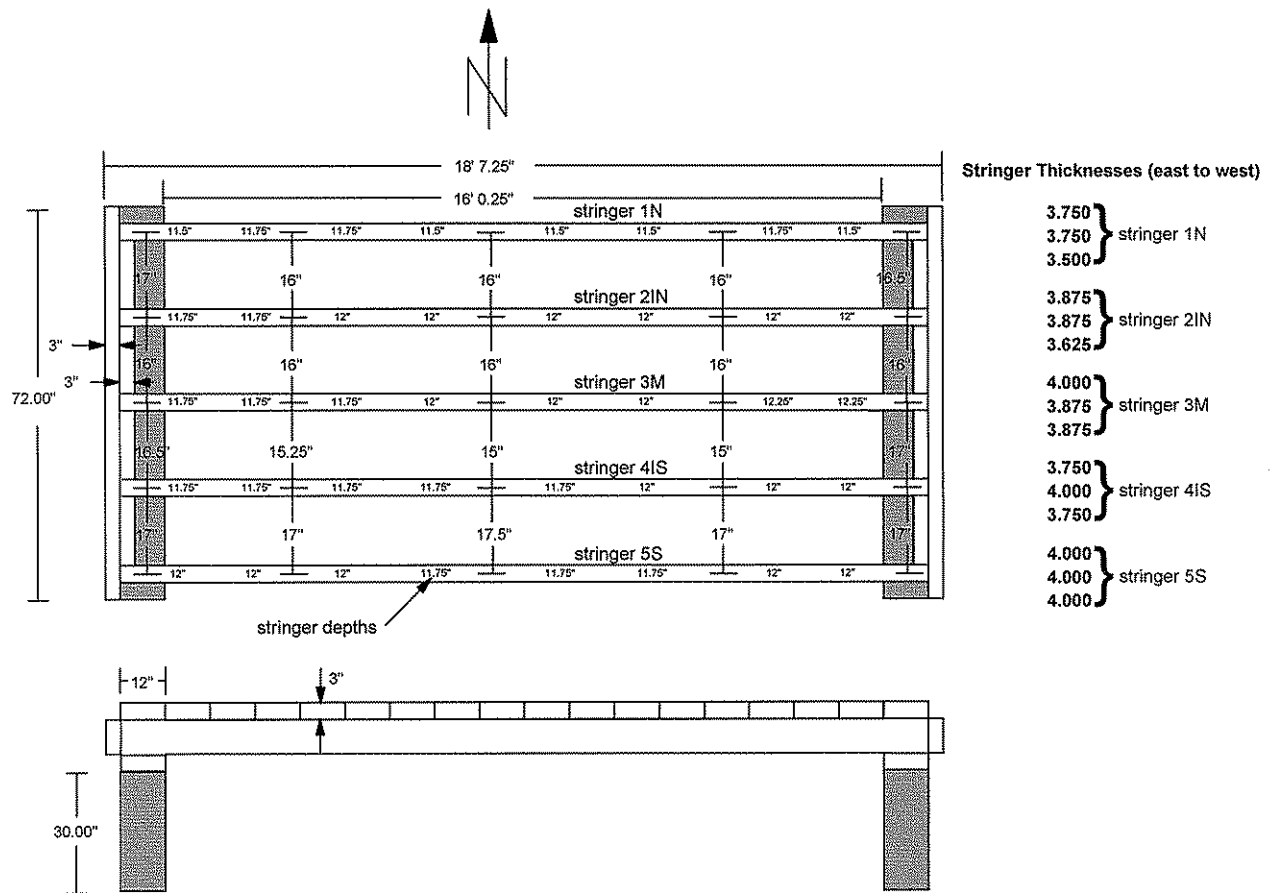 N
18' 7.25"
Stringer Thicknesses (east to west)
16' 0.25"
stringer 1N
11.5" 11.75" 11.75" 11.5" 11.5" 11.5" 11.75" 11.5"
3.750
3.750 } stringer 1N
3.500
17" 16" 16" 16" 16.5"
stringer 2IN
11.75" 11.75" 12" 12" 12" 12" 12" 12"
3.875
3.875 } stringer 2IN
3.625
3"
16" 16" 16" 16" 16"
3"
72.00"
stringer 3M
11.75" 11.75" 11.75" 12" 12" 12" 12.25" 12.25"
4.000
3.875 } stringer 3M
3.875
16.5" 15.25" 15" 15" 17"
stringer 4IS
11.75" 11.75" 11.75" 11.75" 11.75" 12" 12" 12"
3.750
4.000 } stringer 4IS
3.750
17" 17" 17.5" 17" 17"
stringer 5S
12" 12" 12" 11.75" 11.75" 11.75" 12" 12"
4.000
4.000 } stringer 5S
4.000
stringer depths
12"
3"
30.00"